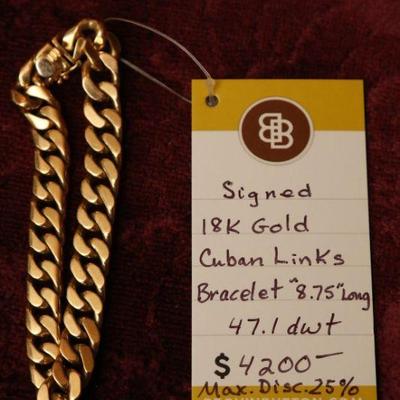 Signed
18K Gold
Cuban Links
Bracelet "8.75" Long
47.1 dwt
$4200—
Max. Disc. 25%